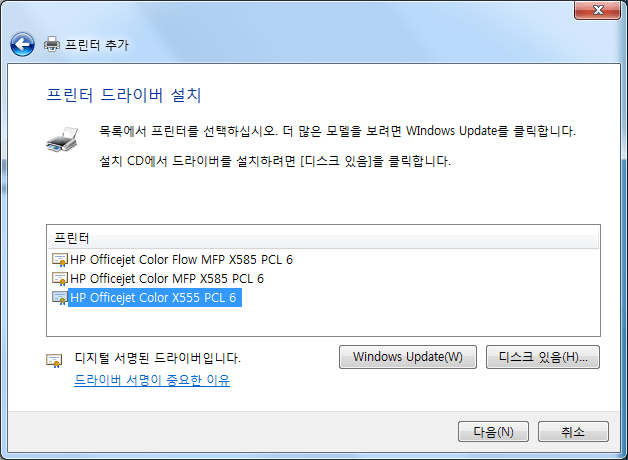 프린터 추가
프린터 드라이버 설치
목록에서 프린터를 선택하십시오. 더 많은 모델을 보려면 WIndows Update를 클릭합니다.
설치 CD에서 드라이버를 설치하려면 [디스크 있음]을 클릭합니다.
프린터
HP Officejet Color Flow MFP X585 PCL 6
HP Officejet Color MFP X585 PCL 6
HP Officejet Color X555 PCL 6
디지털 서명된 드라이버입니다.
드라이버 서명이 중요한 이유
Windows Update(W)
디스크 있음(H)...
다음(N)
취소